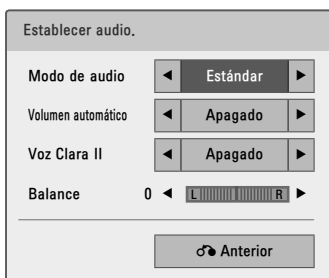 Establecer audio.
Modo de audio ◄ Estándar ►
Volumen automático ◄ Apagado ►
Voz Clara II ◄ Apagado ►
Balance 0 ◄ L R ►
Anterior